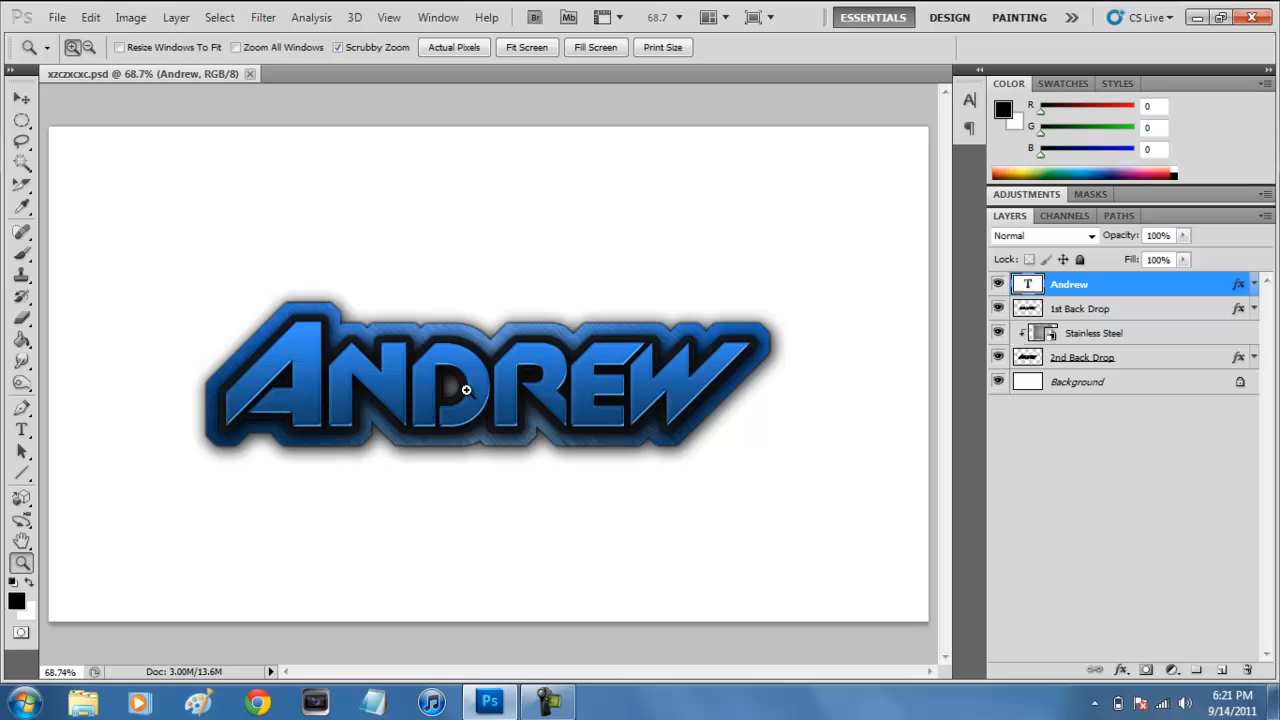 Ps File Edit Image Layer Select Filter Analysis 3D View Window Help Br Mb 68.7 ESSENTIALS DESIGN PAINTING CS Live
Resize Windows To Fit Zoom All Windows Scrubby Zoom Actual Pixels Fit Screen Fill Screen Print Size
xzczxcxc.psd @ 68.7% (Andrew, RGB/8)
COLOR SWATCHES STYLES
R 0
G 0
B 0
ADJUSTMENTS MASKS
LAYERS CHANNELS PATHS
Normal Opacity: 100%
Lock: Fill: 100%
T Andrew fx
1st Back Drop fx
Stainless Steel
2nd Back Drop fx
Background
ANDREW
68.74% Doc: 3.00M/13.6M
Ps
6:21 PM
9/14/2011